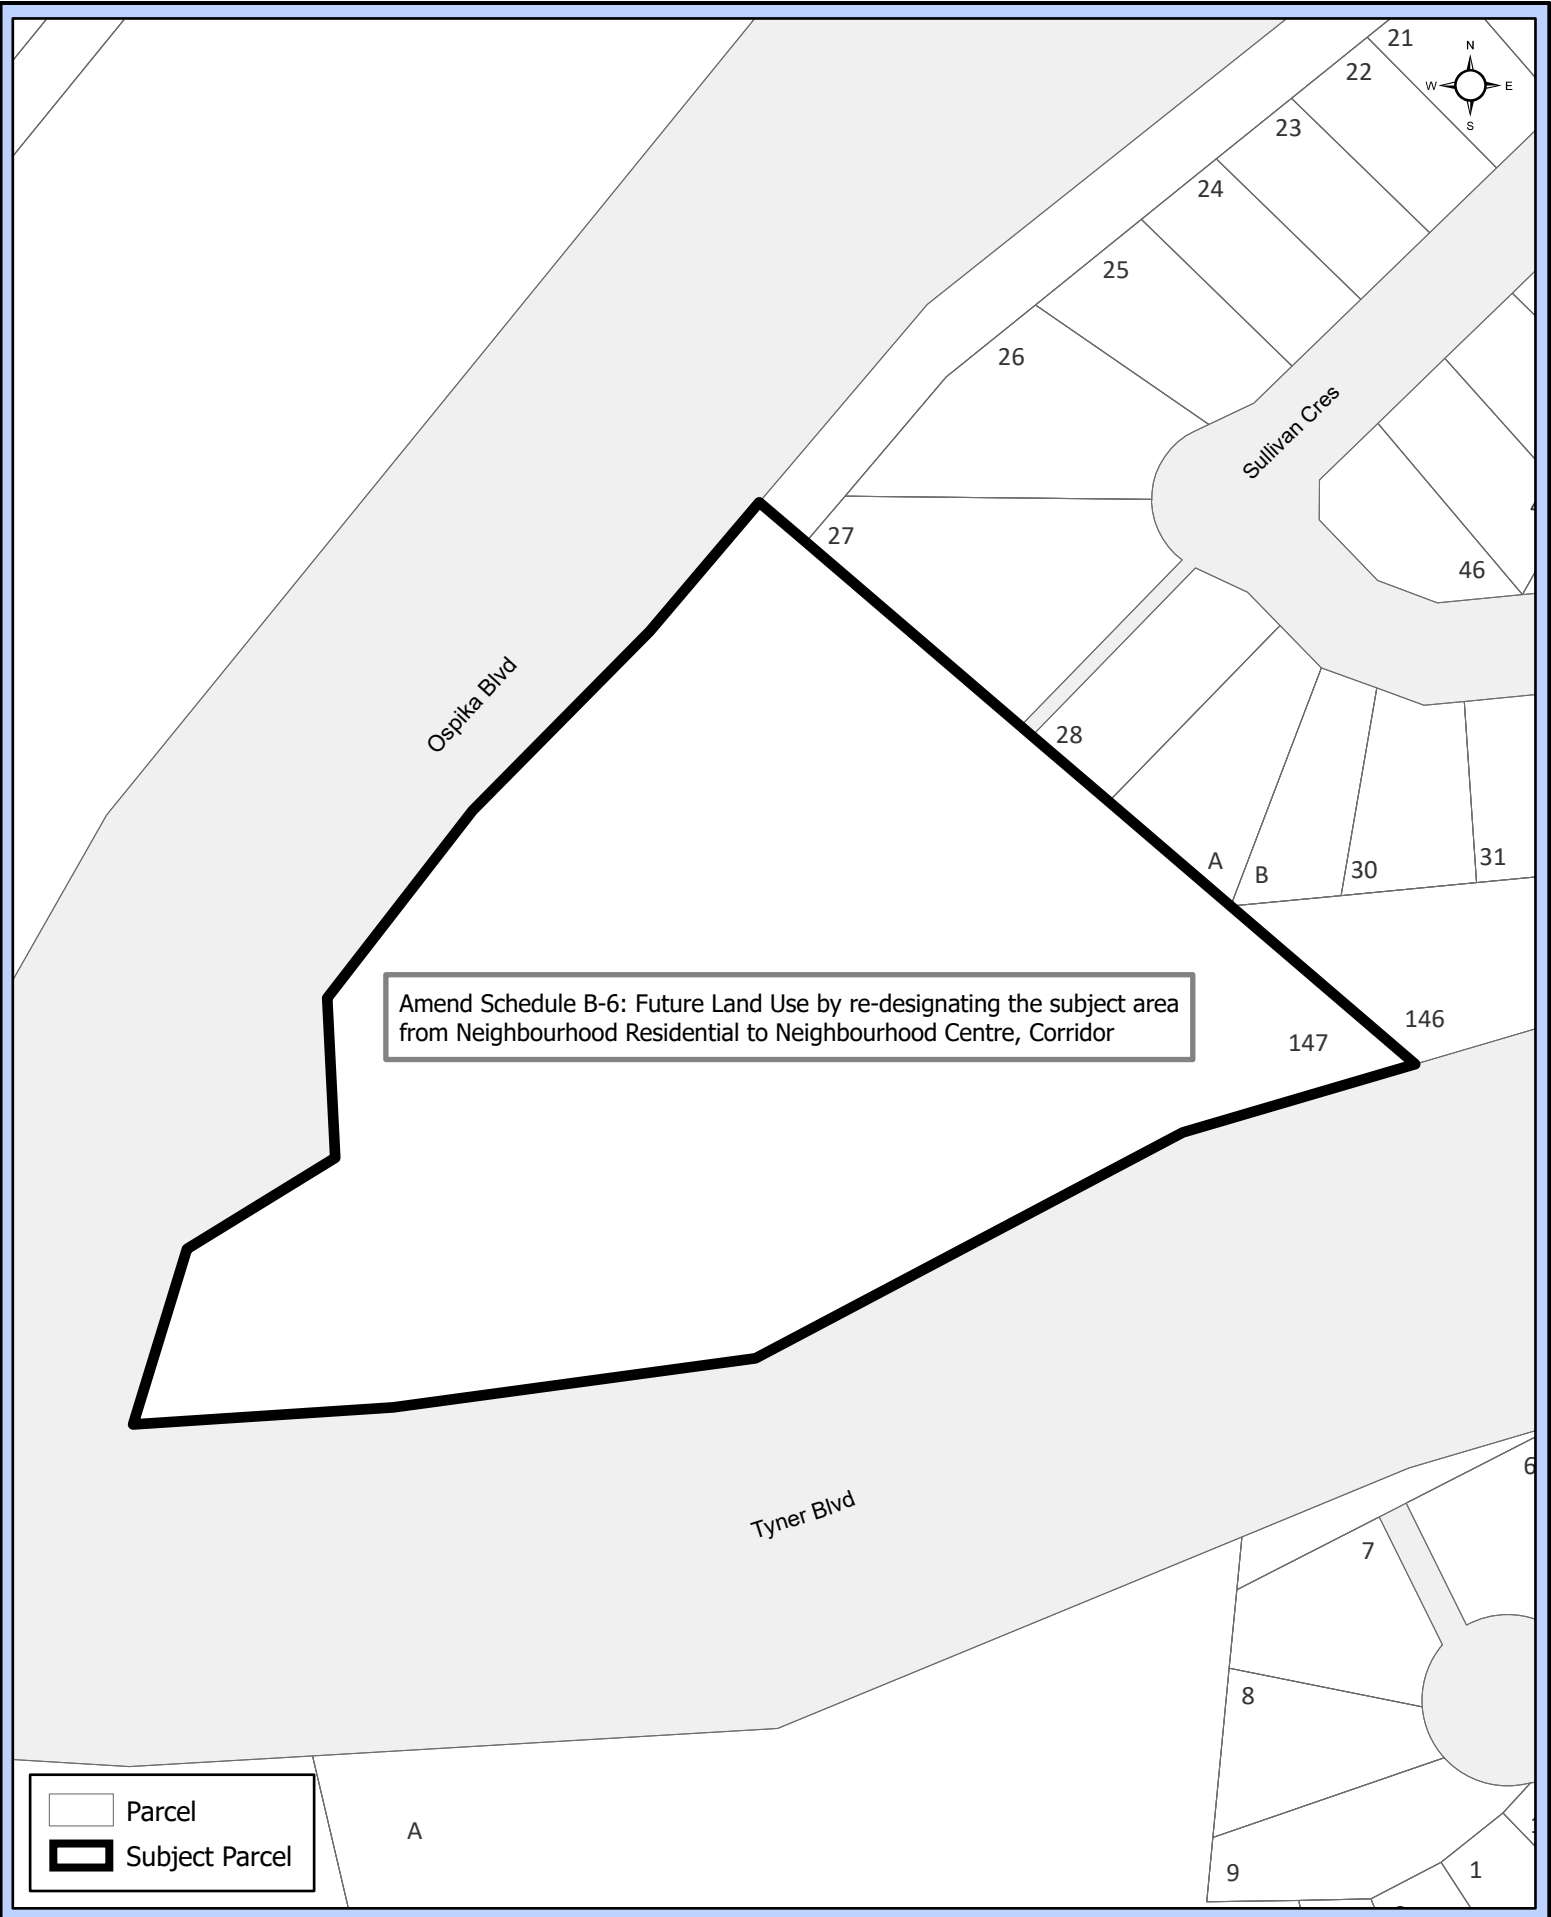 21
22
N
W E
S
23
24
25
26
Sullivan Cres
27
46
Ospika Blvd
28
A
B
30
31
Amend Schedule B-6: Future Land Use by re-designating the subject area
from Neighbourhood Residential to Neighbourhood Centre, Corridor
146
147
6
Tyner Blvd
7
8
Parcel
A
Subject Parcel
9
1